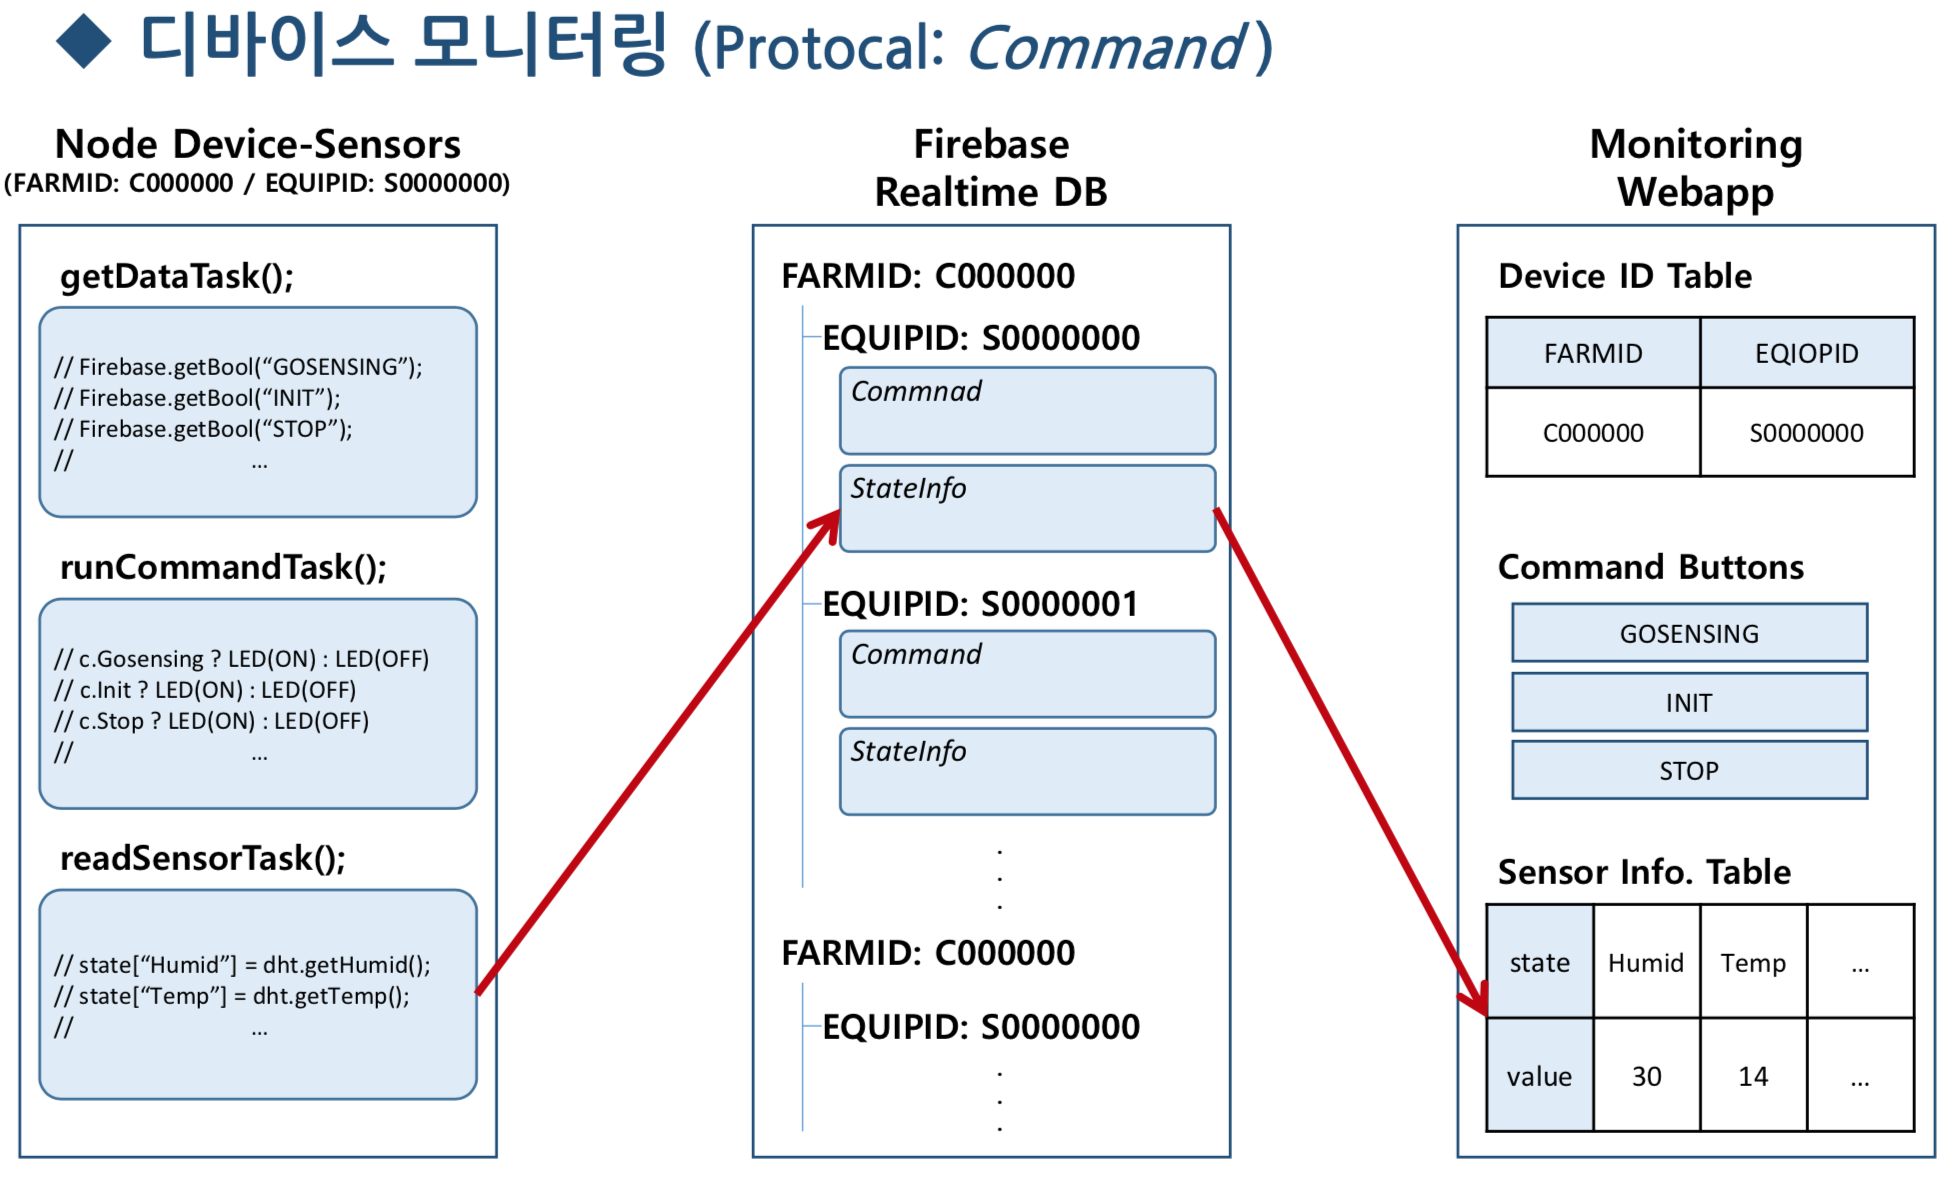 ◆ 디바이스 모니터링 (Protocal: Command)
Node Device-Sensors
(FARMID: C000000 / EQUIPID: S0000000)
getDataTask();
// Firebase.getBool(“GOSENSING”);
// Firebase.getBool(“INIT”);
// Firebase.getBool(“STOP”);
// ...
runCommandTask();
// c.Gosensing ? LED(ON) : LED(OFF)
// c.Init ? LED(ON) : LED(OFF)
// c.Stop ? LED(ON) : LED(OFF)
// ...
readSensorTask();
// state[“Humid”] = dht.getHumid();
// state[“Temp”] = dht.getTemp();
// ...
Firebase
Realtime DB
FARMID: C000000
EQUIPID: S0000000
Commnad
StateInfo
EQUIPID: S0000001
Command
StateInfo
.
.
.
FARMID: C000000
EQUIPID: S0000000
.
.
.
Monitoring
Webapp
Device ID Table
FARMID EQIOPID
C000000 S0000000
Command Buttons
GOSENSING
INIT
STOP
Sensor Info. Table
state Humid Temp ...
value 30 14 ...